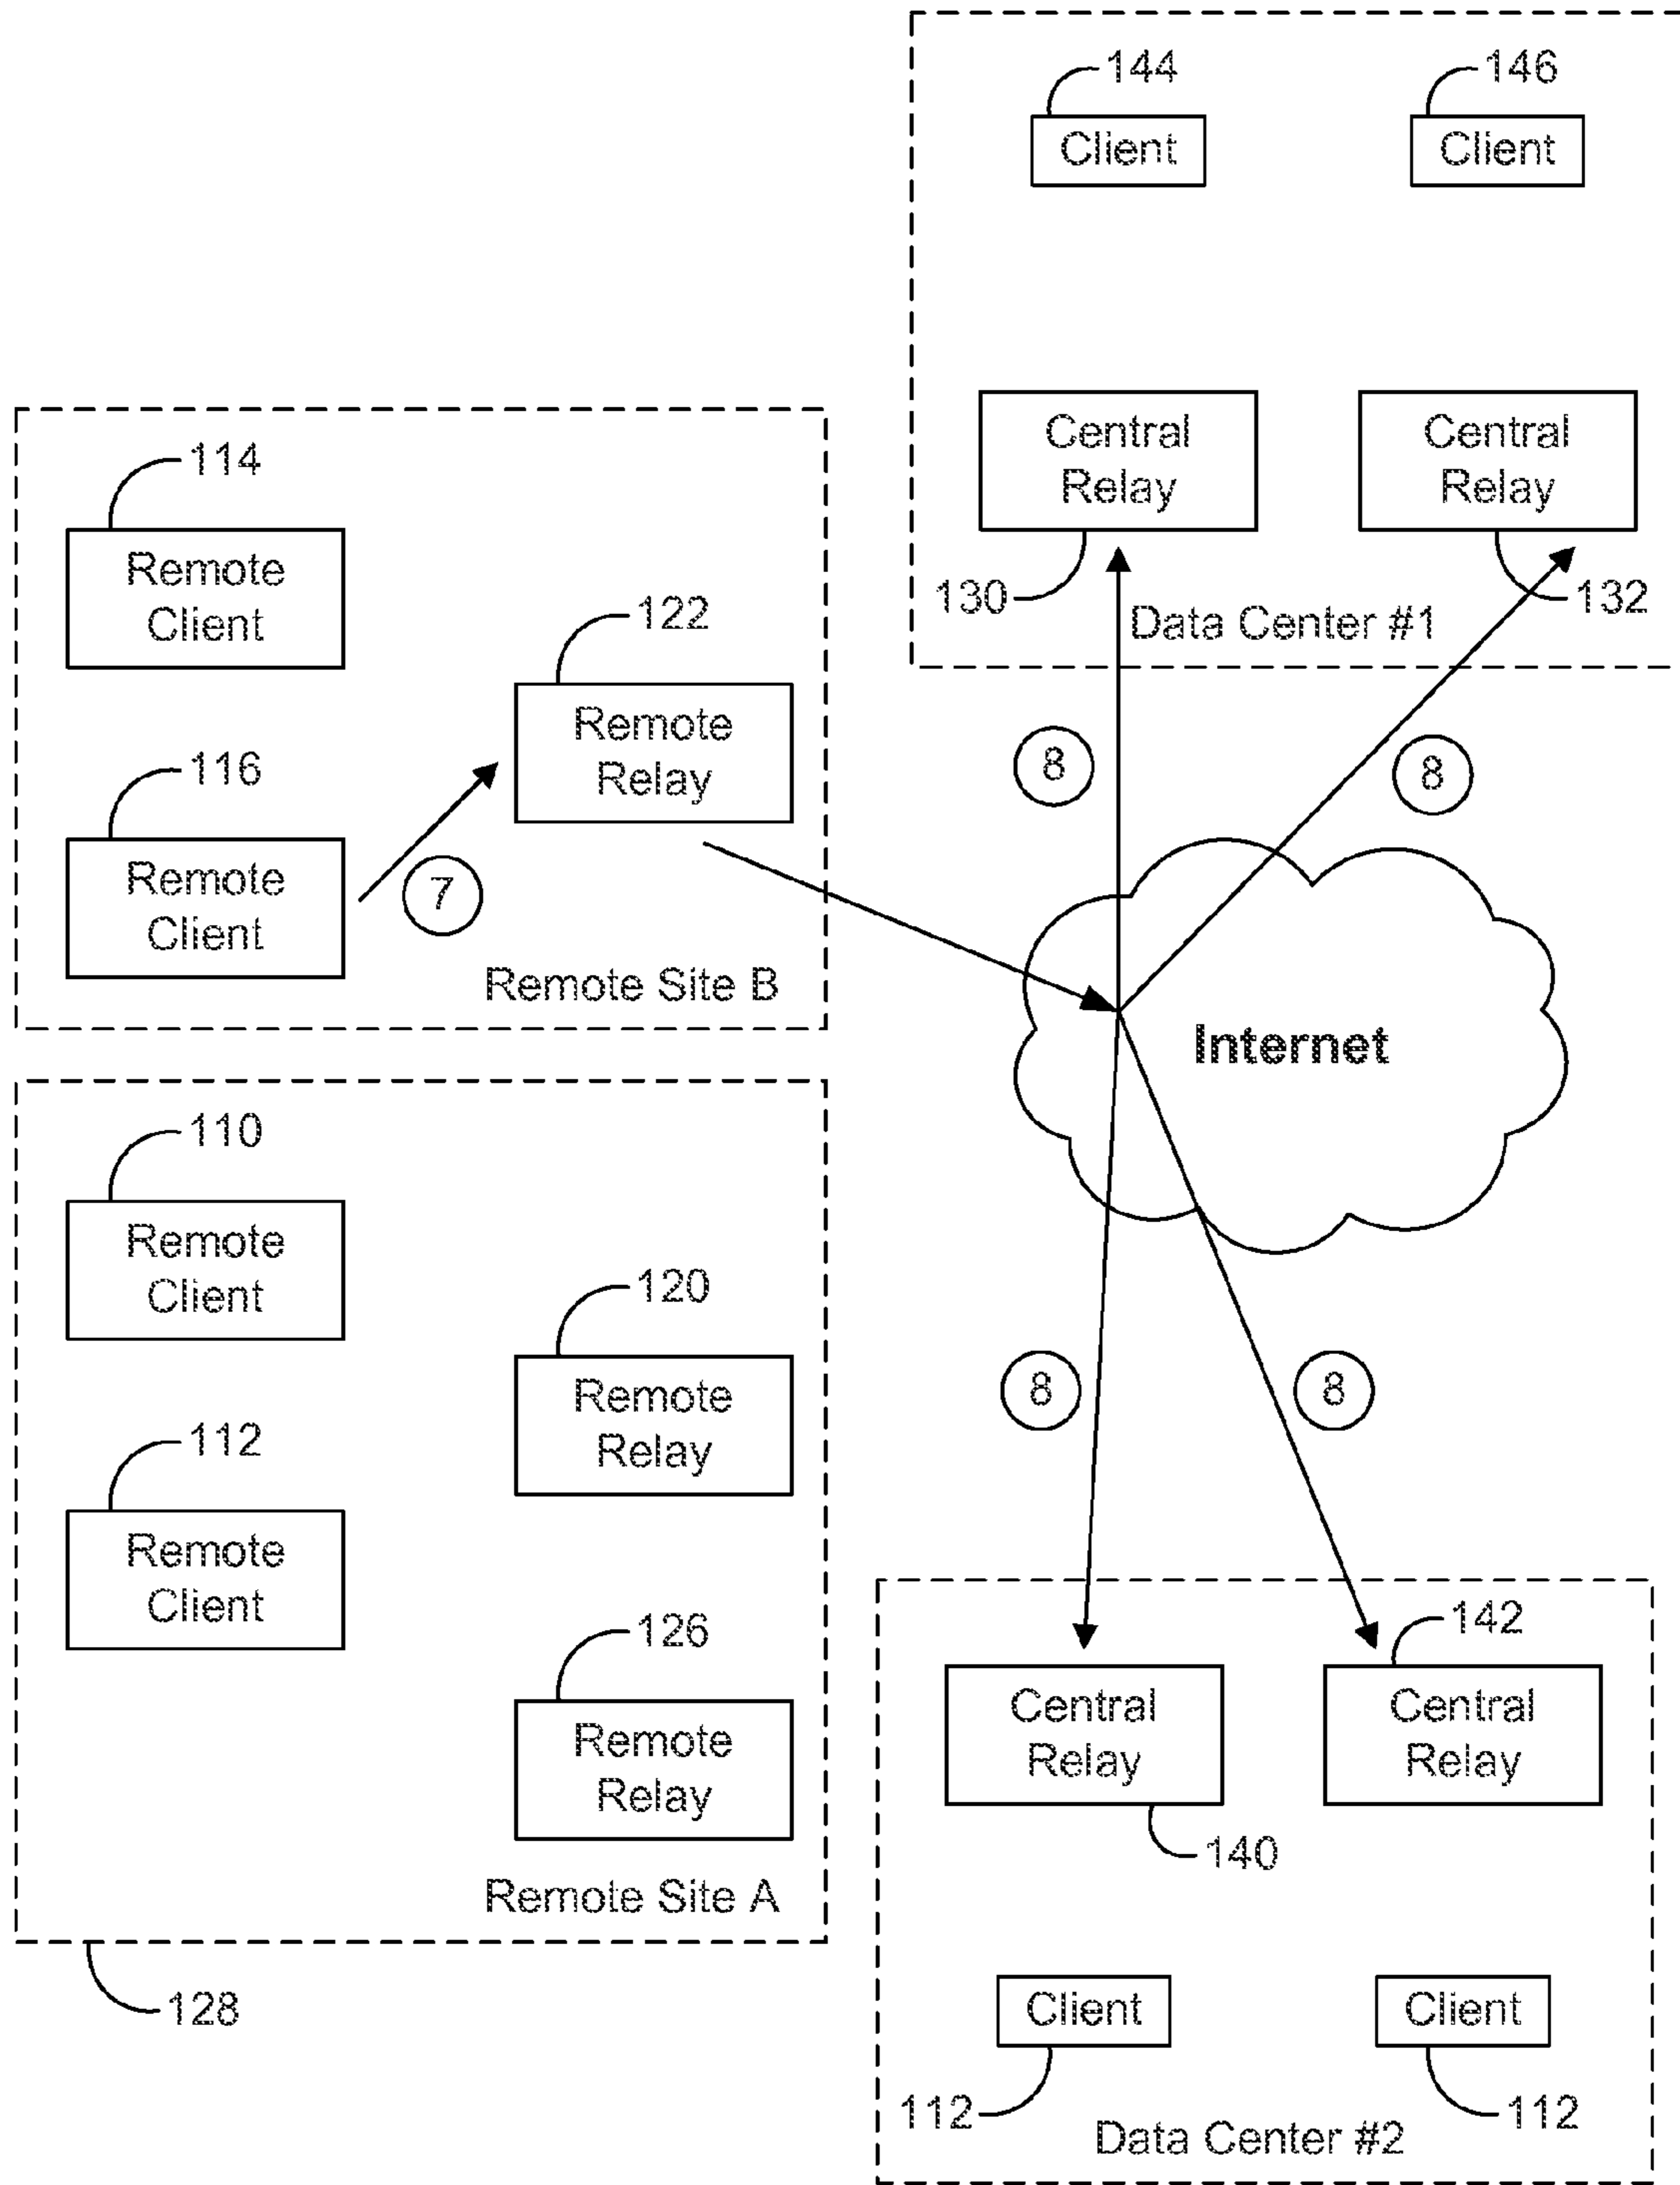 144
146
Client
Client
Central
Relay
Central
Relay
130
132
Data Center #1
114
Remote
Client
122
Remote
Relay
116
Remote
Client
7
Remote Site B
8
8
Internet
110
Remote
Client
120
Remote
Relay
112
Remote
Client
126
Remote
Relay
Remote Site A
128
8
8
142
Central
Relay
Central
Relay
140
Client
Client
112
112
Data Center #2